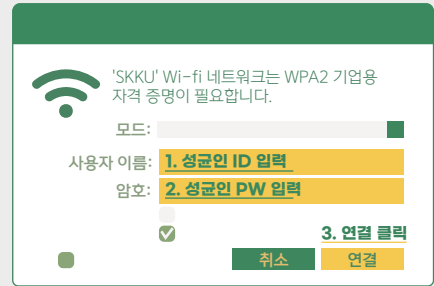 'SKKU' Wi-fi 네트워크는 WPA2 기업용
자격 증명이 필요합니다.
모드:
사용자 이름: 1. 성균인 ID 입력
암호: 2. 성균인 PW 입력
3. 연결 클릭
취소 연결